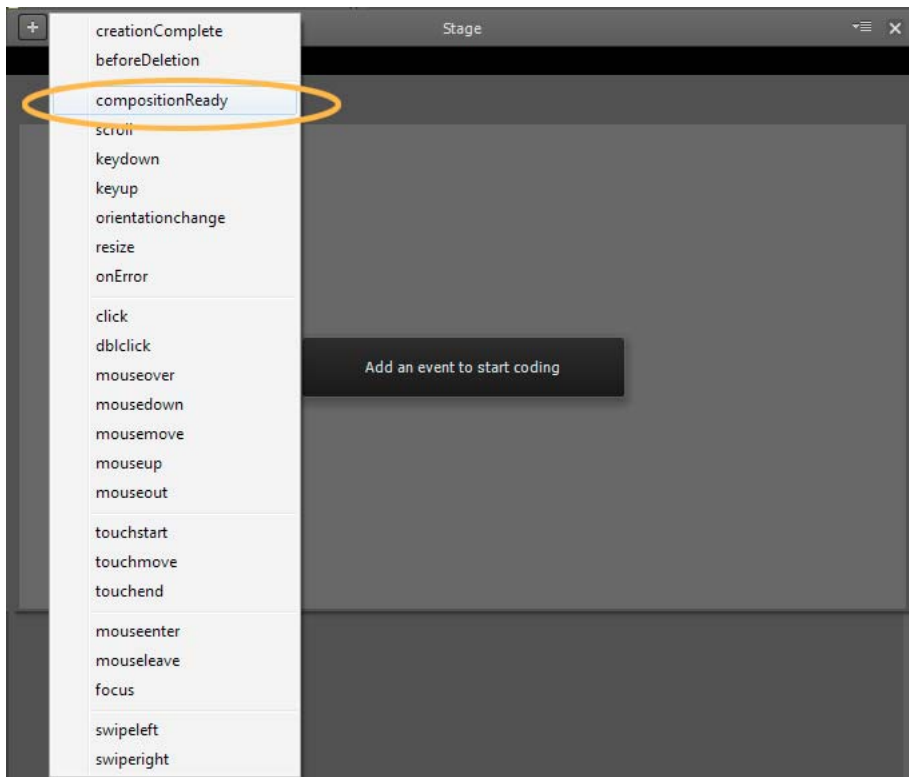 +
Stage
creationComplete
beforeDeletion
compositionReady
scroll
keydown
keyup
orientationchange
resize
onError
click
dblclick
mouseover
mousedown
mousemove
mouseup
mouseout
touchstart
touchmove
touchend
mouseenter
mouseleave
focus
swipeleft
swiperight
Add an event to start coding